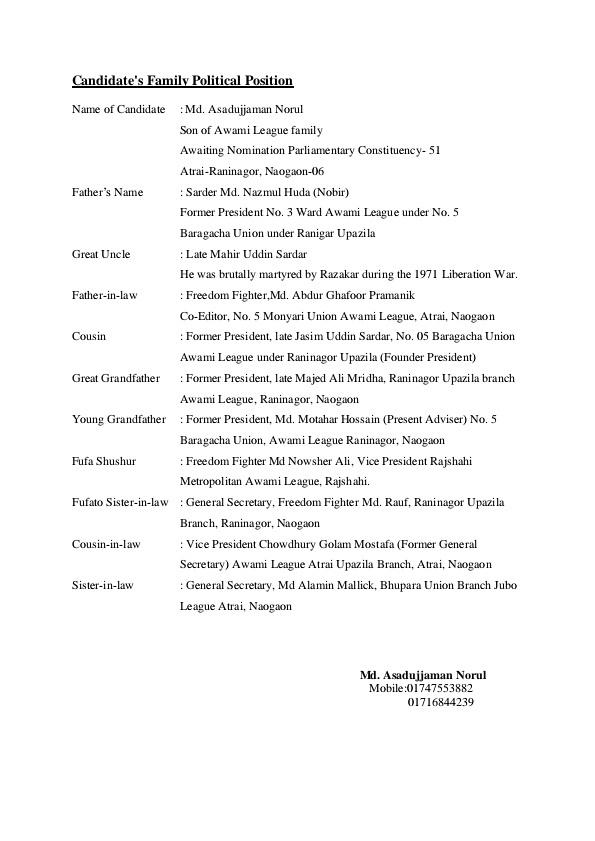 Candidate's Family Political Position
Name of Candidate : Md. Asadujjaman Norul
Son of Awami League family
Awaiting Nomination Parliamentary Constituency- 51
Atrai-Raninagor, Naogaon-06
Father’s Name : Sarder Md. Nazmul Huda (Nobir)
Former President No. 3 Ward Awami League under No. 5
Baragacha Union under Ranigar Upazila
Great Uncle : Late Mahir Uddin Sardar
He was brutally martyred by Razakar during the 1971 Liberation War.
Father-in-law : Freedom Fighter,Md. Abdur Ghafoor Pramanik
Co-Editor, No. 5 Monyari Union Awami League, Atrai, Naogaon
Cousin : Former President, late Jasim Uddin Sardar, No. 05 Baragacha Union
Awami League under Raninagor Upazila (Founder President)
Great Grandfather : Former President, late Majed Ali Mridha, Raninagor Upazila branch
Awami League, Raninagor, Naogaon
Young Grandfather : Former President, Md. Motahar Hossain (Present Adviser) No. 5
Baragacha Union, Awami League Raninagor, Naogaon
Fufa Shushur : Freedom Fighter Md Nowsher Ali, Vice President Rajshahi
Metropolitan Awami League, Rajshahi.
Fufato Sister-in-law : General Secretary, Freedom Fighter Md. Rauf, Raninagor Upazila
Branch, Raninagor, Naogaon
Cousin-in-law : Vice President Chowdhury Golam Mostafa (Former General
Secretary) Awami League Atrai Upazila Branch, Atrai, Naogaon
Sister-in-law : General Secretary, Md Alamin Mallick, Bhupara Union Branch Jubo
League Atrai, Naogaon
Md. Asadujjaman Norul
Mobile:01747553882
01716844239